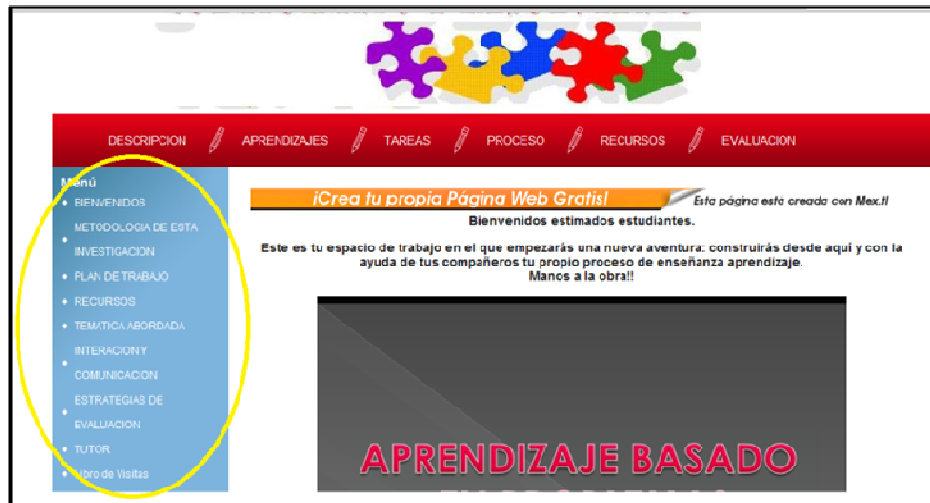 DESCRIPCION APRENDIZAJES TAREAS PROCESO RECURSOS EVALUACION
Menú
BIENVENIDOS
METODOLOGIA DE ESTA
INVESTIGACION
PLAN DE TRABAJO
RECURSOS
TEMATICA ABORDADA
INTERACION Y
COMUNICACION
ESTRATEGIAS DE
EVALUACION
TUTOR
Libro de Visitas
¡Crea tu propia Página Web Gratis! Esta página está creada con Mex.tl
Bienvenidos estimados estudiantes.
Este es tu espacio de trabajo en el que empezarás una nueva aventura: construirás desde aquí y con la
ayuda de tus compañeros tu propio proceso de enseñanza aprendizaje.
Manos a la obra!!
APRENDIZAJE BASADO